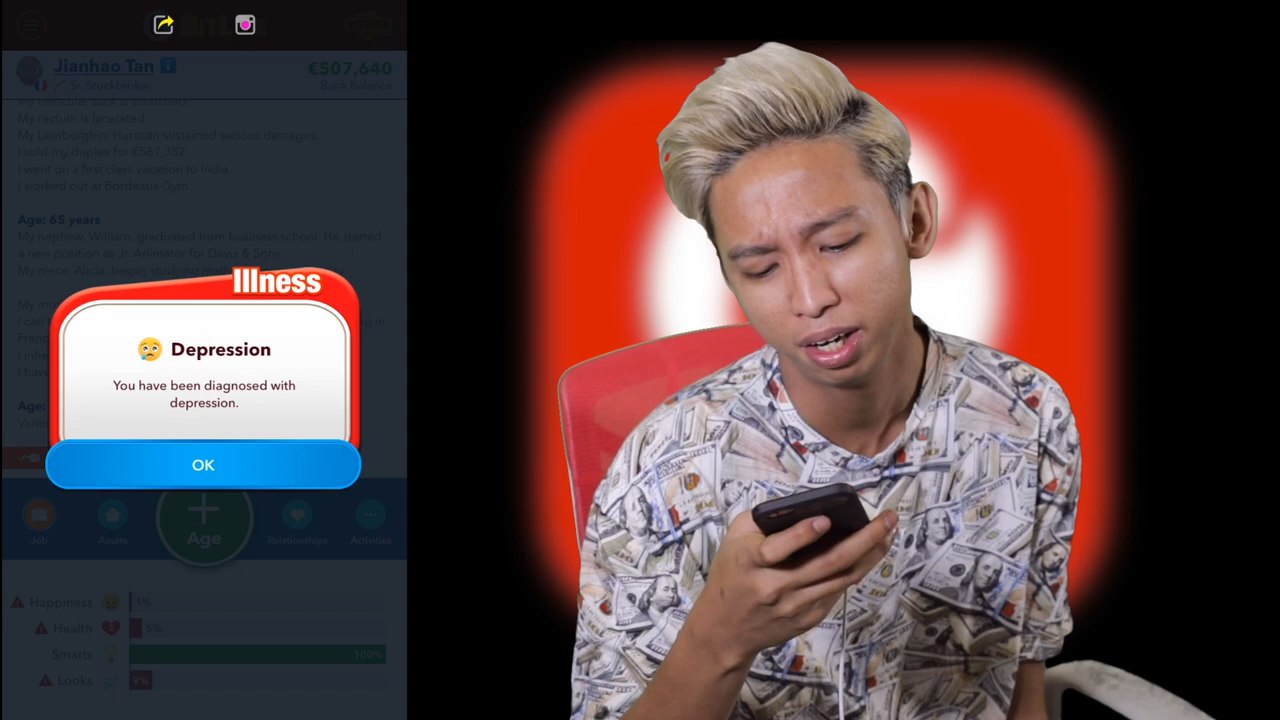 Jianhao Tan
€507,640
Sr. Stockbroker
Bank Balance
My rectum is lacerated.
My Lamborghini Huracan sustained serious damages.
I sold my duplex for €567,352.
I went on a first class vacation to India.
I worked out at Bordeaux Gym.
Age: 65 years
My nephew, William, graduated from business school. He started
a new position as Jr. Animator for Davis & Sons.
My niece, Alicia, began studying
Illness
Depression
You have been diagnosed with
depression.
OK
Job
Assets
Age
Relationships
Activities
Happiness
1%
Health
5%
Smarts
100%
Looks
9%